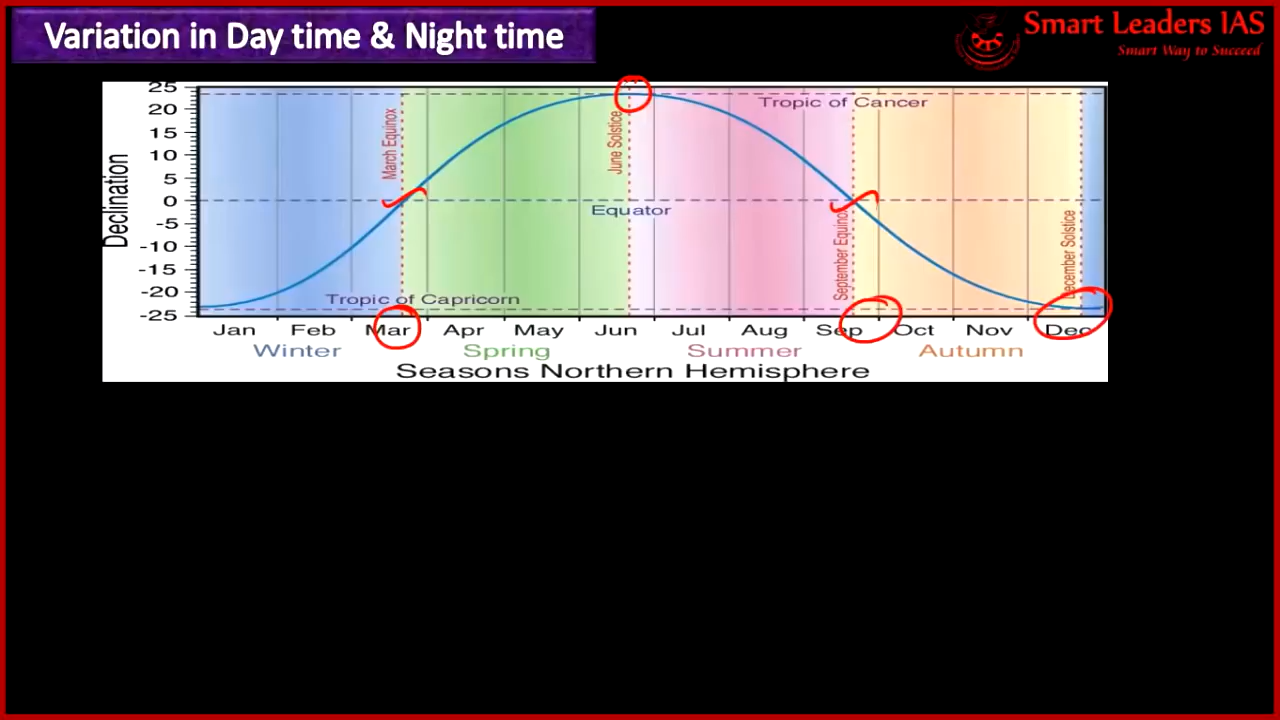 Variation in Day time & Night time
Smart Leaders IAS
Smart Way to Succeed
25
20
15
10
5
0
-5
-10
-15
-20
-25
Declination
March Equinox
June Solstice
September Equinox
December Solstice
Tropic of Cancer
Equator
Tropic of Capricorn
Jan Feb Mar Apr May Jun Jul Aug Sep Oct Nov Dec
Winter Spring Summer Autumn
Seasons Northern Hemisphere